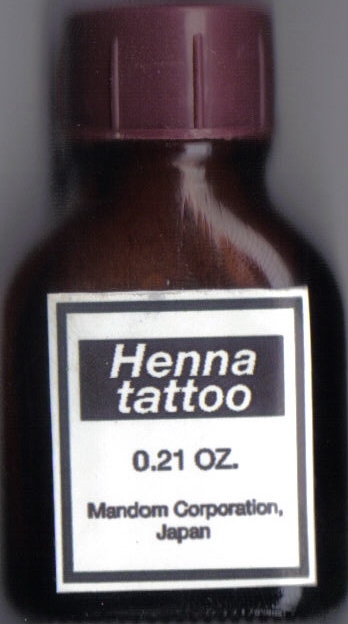 Henna
tattoo
0.21 OZ.
Mandom Corporation,
Japan